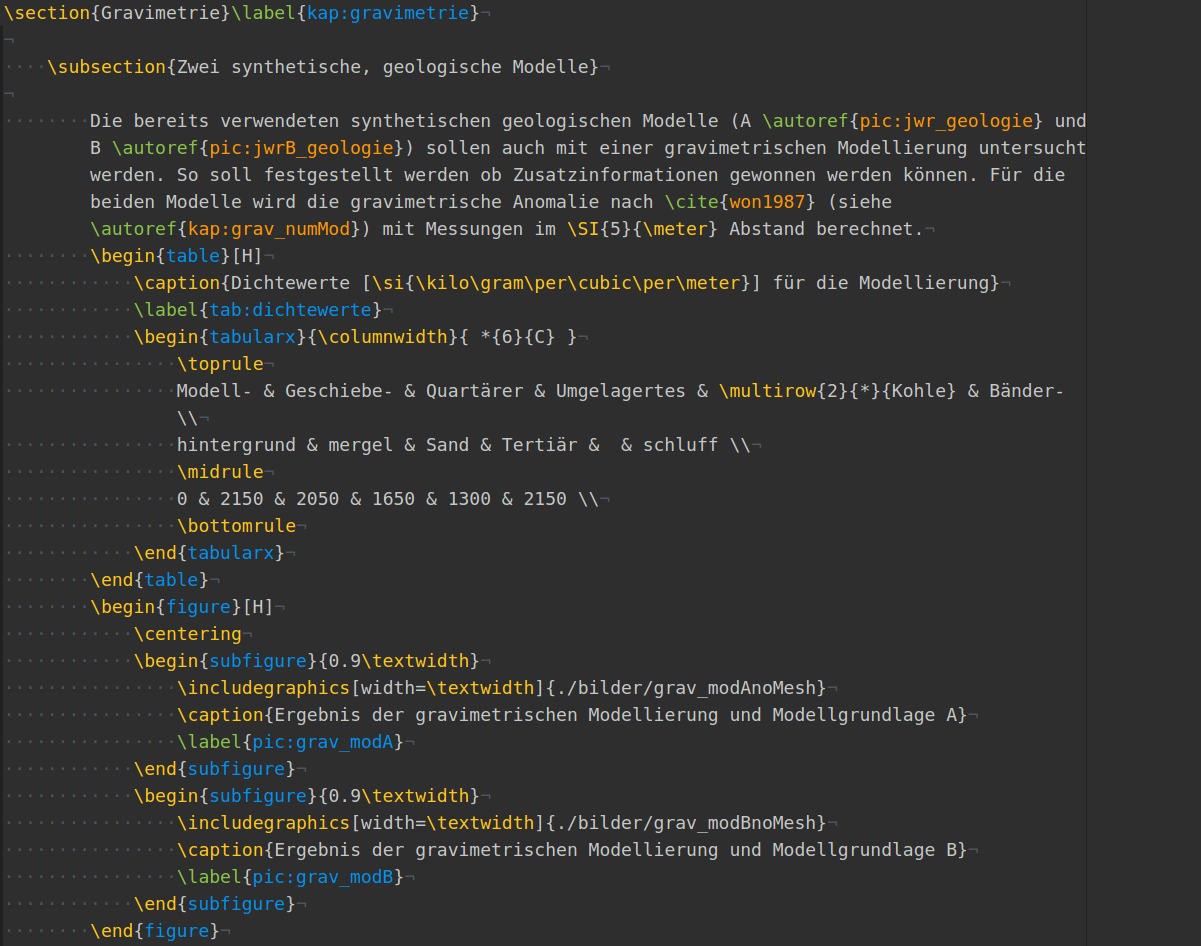 \section{Gravimetrie}\label{kap:gravimetrie}¬
¬
····\subsection{Zwei synthetische, geologische Modelle}¬
¬
········Die bereits verwendeten synthetischen geologischen Modelle (A \autoref{pic:jwr_geologie} und
B \autoref{pic:jwrB_geologie}) sollen auch mit einer gravimetrischen Modellierung untersucht
werden. So soll festgestellt werden ob Zusatzinformationen gewonnen werden können. Für die
beiden Modelle wird die gravimetrische Anomalie nach \cite{won1987} (siehe
\autoref{kap:grav_numMod}) mit Messungen im \SI{5}{\meter} Abstand berechnet.¬
········\begin{table}[H]¬
············\caption{Dichtewerte [\si{\kilo\gram\per\cubic\per\meter}] für die Modellierung}¬
············\label{tab:dichtewerte}¬
············\begin{tabularx}{\columnwidth}{ *{6}{C} }¬
················\toprule¬
················Modell- & Geschiebe- & Quartärer & Umgelagertes & \multirow{2}{*}{Kohle} & Bänder-
\\¬
················hintergrund & mergel & Sand & Tertiär &  & schluff \\¬
················\midrule¬
················0 & 2150 & 2050 & 1650 & 1300 & 2150 \\¬
················\bottomrule¬
············\end{tabularx}¬
········\end{table}¬
········\begin{figure}[H]¬
············\centering¬
············\begin{subfigure}{0.9\textwidth}¬
················\includegraphics[width=\textwidth]{./bilder/grav_modAnoMesh}¬
················\caption{Ergebnis der gravimetrischen Modellierung und Modellgrundlage A}¬
················\label{pic:grav_modA}¬
············\end{subfigure}¬
············\begin{subfigure}{0.9\textwidth}¬
················\includegraphics[width=\textwidth]{./bilder/grav_modBnoMesh}¬
················\caption{Ergebnis der gravimetrischen Modellierung und Modellgrundlage B}¬
················\label{pic:grav_modB}¬
············\end{subfigure}¬
········\end{figure}¬